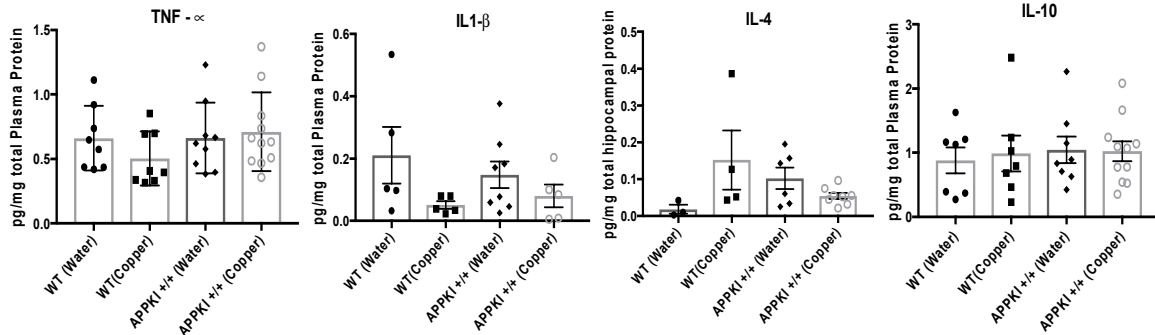 TNF - ∝
pg/mg total Plasma Protein
1.5
1.0
0.5
0.0
WT (Water)
WT(Copper)
APPKI +/+ (Water)
APPKI +/+ (Copper)
IL1-β
pg/mg total Plasma Protein
0.6
0.4
0.2
0.0
WT (Water)
WT(Copper)
APPKI +/+ (Water)
APPKI +/+ (Copper)
IL-4
pg/mg total hippocampal protein
0.5
0.4
0.3
0.2
0.1
0.0
WT (Water)
WT(Copper)
APPKI +/+ (Water)
APPKI +/+ (Copper)
IL-10
pg/mg total Plasma Protein
3
2
1
0
WT (Water)
WT(Copper)
APPKI +/+ (Water)
APPKI +/+ (Copper)